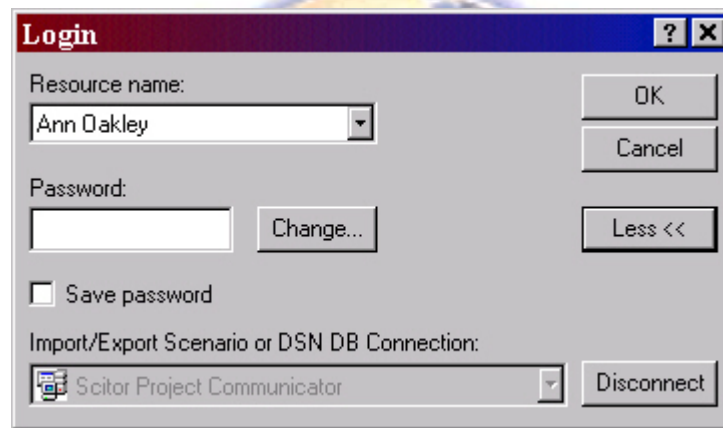 Login
? X
Resource name:
OK
Ann Oakley
Cancel
Password:
Change...
Less <<
Save password
Import/Export Scenario or DSN DB Connection:
Scitor Project Communicator
Disconnect